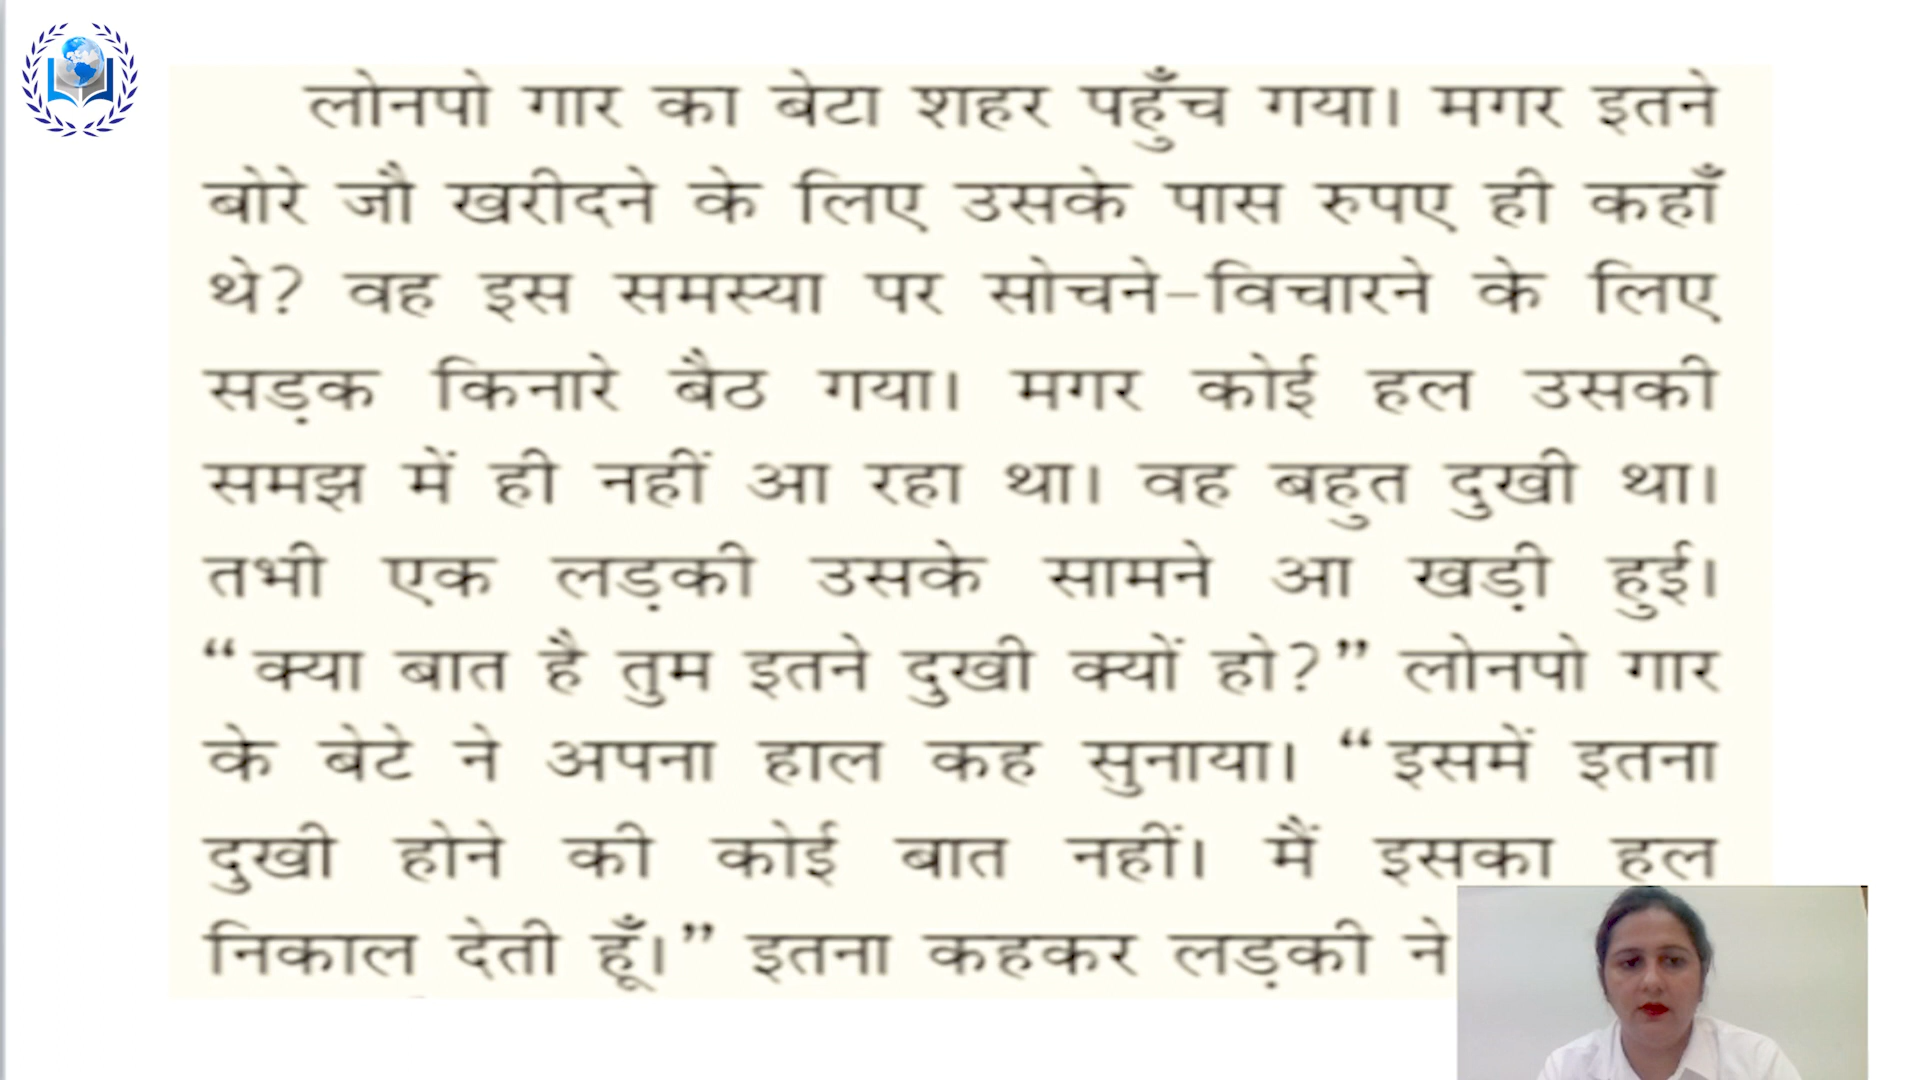 लोनपो गार का बेटा शहर पहुँच गया। मगर इतने
बोरे जौ खरीदने के लिए उसके पास रुपए ही कहाँ
थे? वह इस समस्या पर सोचने-विचारने के लिए
सड़क किनारे बैठ गया। मगर कोई हल उसकी
समझ में ही नहीं आ रहा था। वह बहुत दुखी था।
तभी एक लड़की उसके सामने आ खड़ी हुई।
“क्या बात है तुम इतने दुखी क्यों हो?” लोनपो गार
के बेटे ने अपना हाल कह सुनाया। “इसमें इतना
दुखी होने की कोई बात नहीं। मैं इसका हल
निकाल देती हूँ।” इतना कहकर लड़की ने